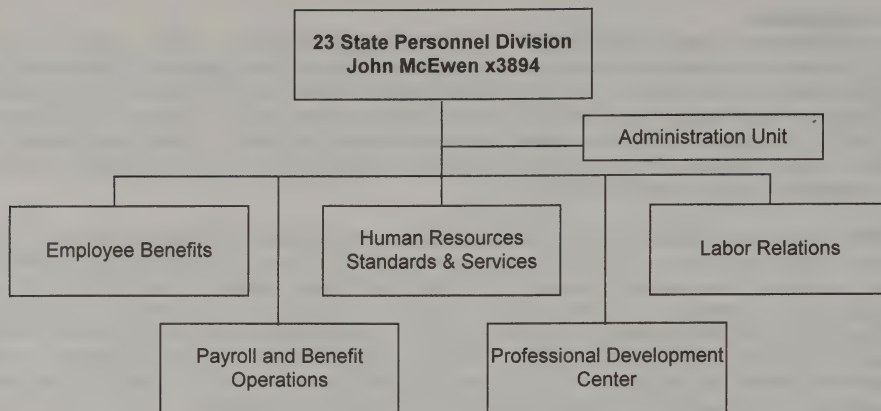 23 State Personnel Division
John McEwen x3894
Administration Unit
Employee Benefits
Human Resources
Standards & Services
Labor Relations
Payroll and Benefit
Operations
Professional Development
Center